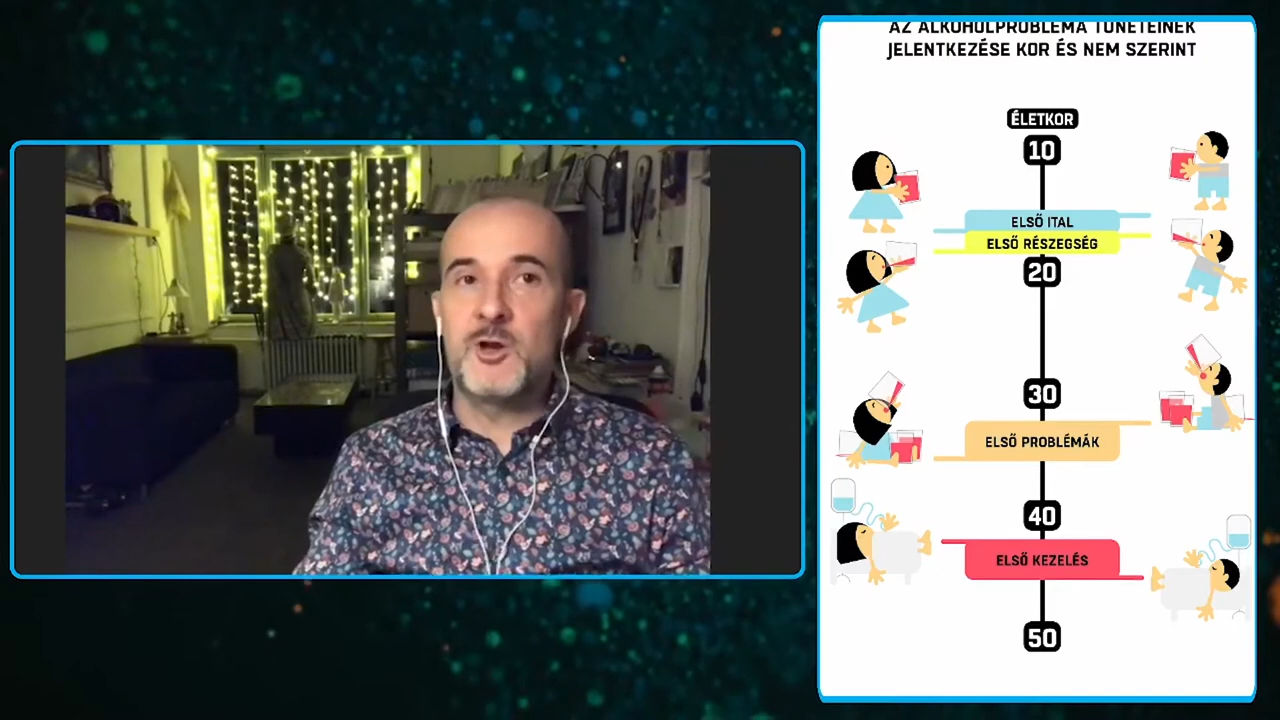 AZ ALKOHOLPROBLÉMA TÜNETEINEK
JELENTKEZÉSE KOR ÉS NEM SZERINT
ÉLETKOR
10
ELSŐ ITAL
ELSŐ RÉSZEGSÉG
20
30
ELSŐ PROBLÉMÁK
40
ELSŐ KEZELÉS
50